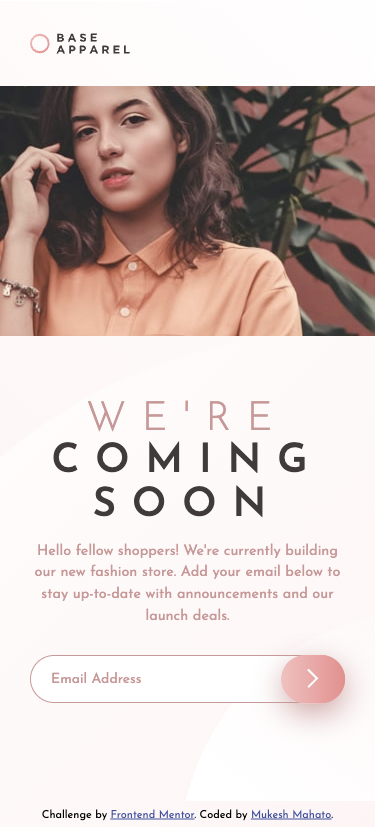 BASE
APPAREL
WE'RE
COMING
SOON
Hello fellow shoppers! We're currently building
our new fashion store. Add your email below to
stay up-to-date with announcements and our
launch deals.
Email Address
Challenge by Frontend Mentor. Coded by Mukesh Mahato.